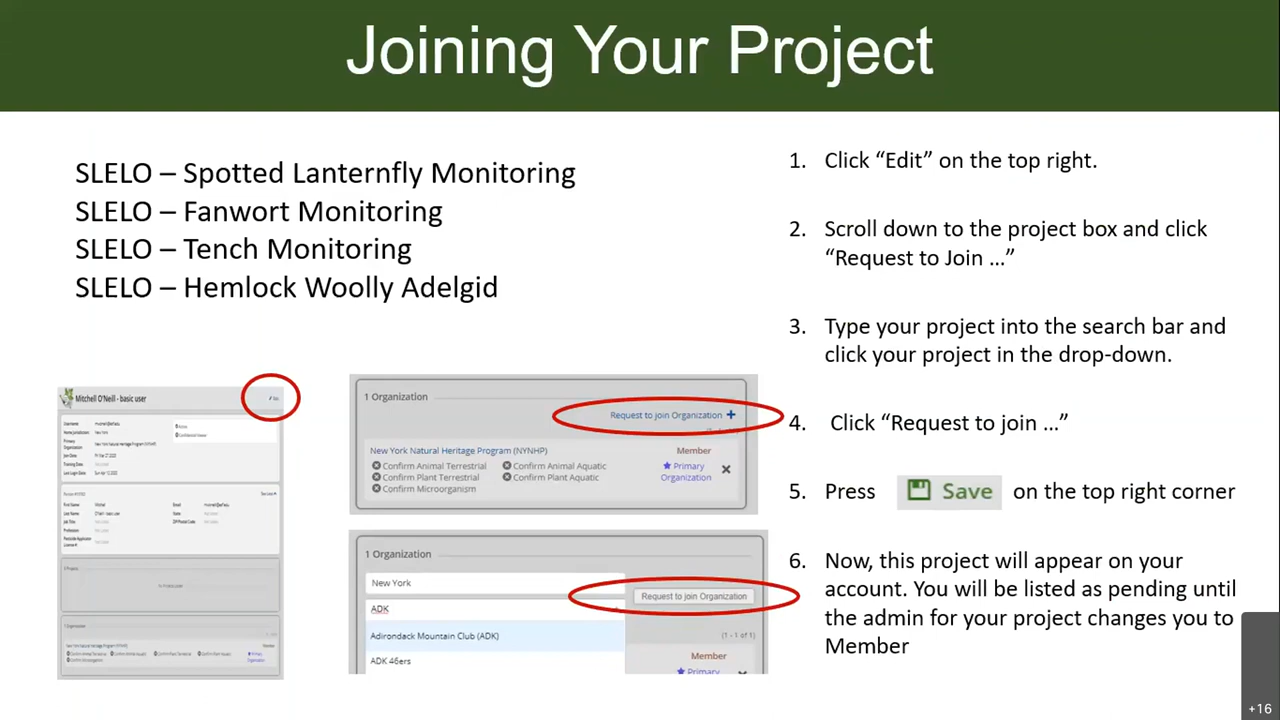 Joining Your Project
SLELO – Spotted Lanternfly Monitoring
SLELO – Fanwort Monitoring
SLELO – Tench Monitoring
SLELO – Hemlock Woolly Adelgid
1. Click “Edit” on the top right.
2. Scroll down to the project box and click
“Request to Join ...”
3. Type your project into the search bar and
click your project in the drop-down.
4. Click “Request to join ...”
5. Press Save on the top right corner
6. Now, this project will appear on your
account. You will be listed as pending until
the admin for your project changes you to
Member
Mitchell O'Neill - basic user
1 Organization
Request to join Organization +
New York Natural Heritage Program (NYNHP)
Member
Confirm Animal Terrestrial Confirm Animal Aquatic
Primary
Confirm Plant Terrestrial Confirm Plant Aquatic
Organization
Confirm Microorganism
1 Organization
New York
Request to join Organization
ADK
Adirondack Mountain Club (ADK)
(1 - 1 of 1)
Member
ADK 46ers
Primary
+16